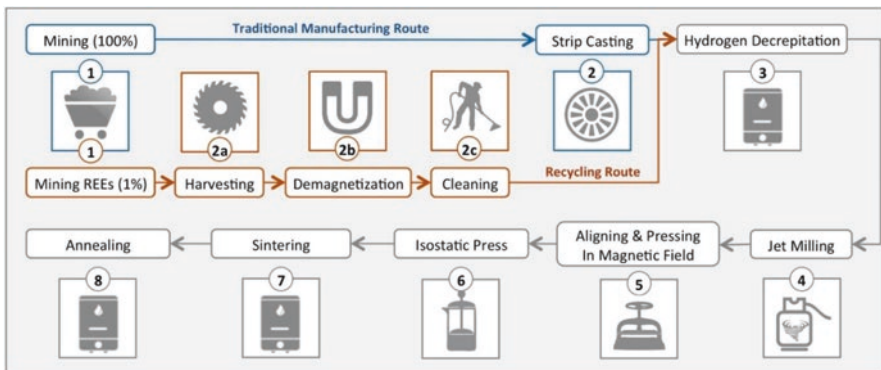 Mining (100%)
Traditional Manufacturing Route
Strip Casting
Hydrogen Decrepitation
1
2
3
1
2a
2b
2c
Mining REEs (1%)
Harvesting
Demagnetization
Cleaning
Recycling Route
Annealing
Sintering
Isostatic Press
Aligning & Pressing
In Magnetic Field
Jet Milling
8
7
6
5
4